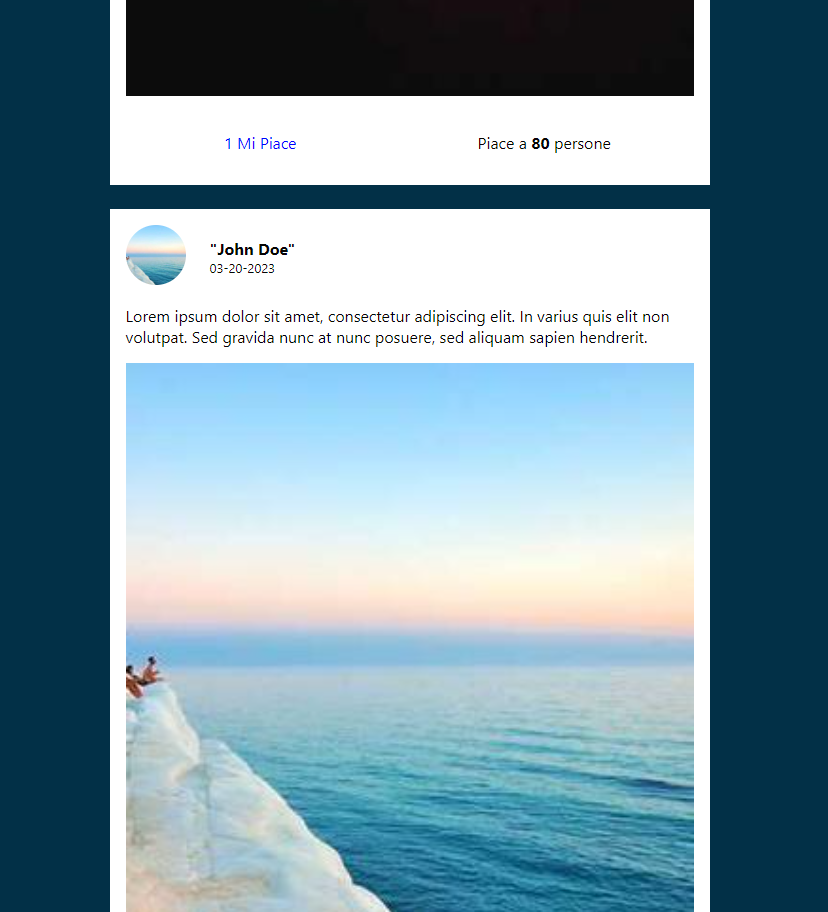 1 Mi Piace
Piace a 80 persone
"John Doe"
03-20-2023
Lorem ipsum dolor sit amet, consectetur adipiscing elit. In varius quis elit non
volutpat. Sed gravida nunc at nunc posuere, sed aliquam sapien hendrerit.